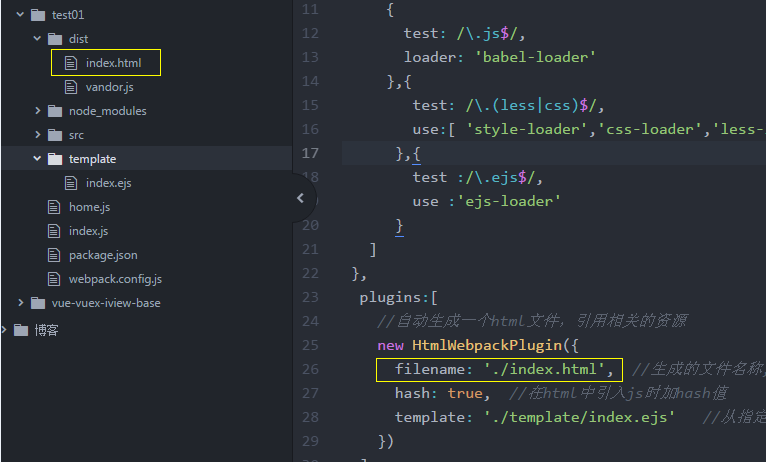 test01
dist
index.html
vandor.js
node_modules
src
template
index.ejs
home.js
index.js
package.json
webpack.config.js
vue-vuex-iview-base
博客
11 {
12 test: /\.js$/,
13 loader: 'babel-loader'
14 },{
15 test: /\.(less|css)$/,
16 use:[ 'style-loader','css-loader','less-
17 },{
18 test :/\.ejs$/,
19 use :'ejs-loader'
20 }
21 ]
22 },
23 plugins:[
24 //自动生成一个html文件，引用相关的资源
25 new HtmlWebpackPlugin({
26 filename: './index.html', //生成的文件名称,
27 hash: true, //在html中引入js时加hash值
28 template: './template/index.ejs' //从指定
29 })